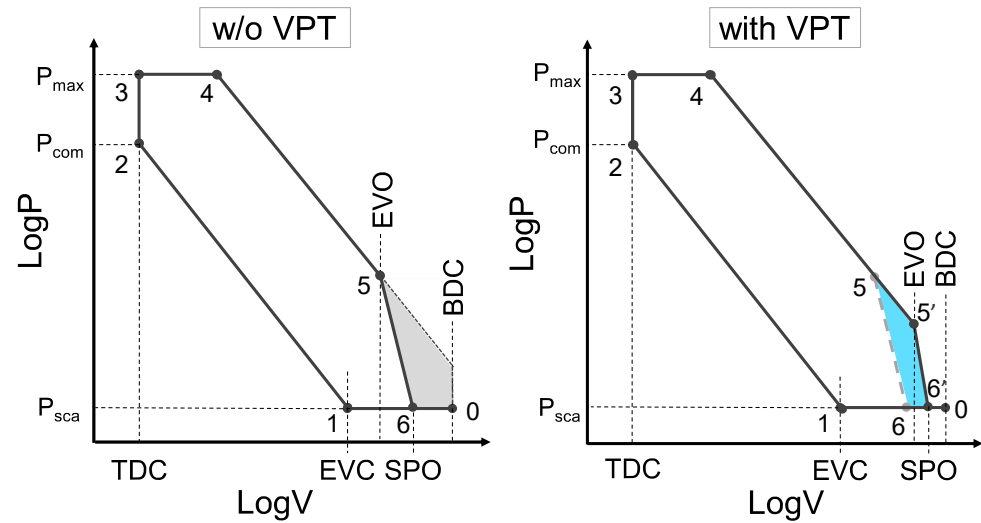 w/o VPT
Pmax
3
4
Pcom
2
LogP
EVO
5
BDC
Psca
1
6
0
TDC
EVC
SPO
LogV
with VPT
Pmax
3
4
Pcom
2
LogP
EVO
BDC
5
5′
6′
Psca
1
6
0
TDC
EVC
SPO
LogV